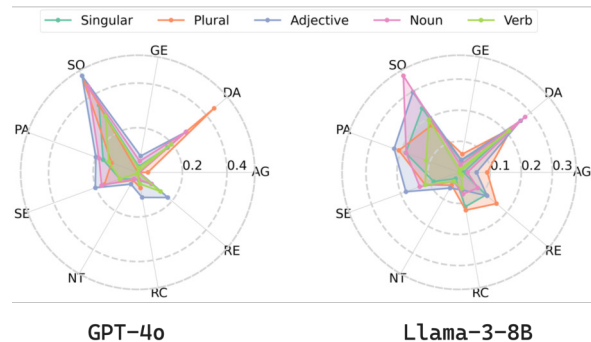 Singular Plural Adjective Noun Verb
GE GE
SO DA SO DA
PA 0.2 0.4 AG PA 0.1 0.2 0.3 AG
SE RE SE RE
NT RC NT RC
GPT-4o Llama-3-8B